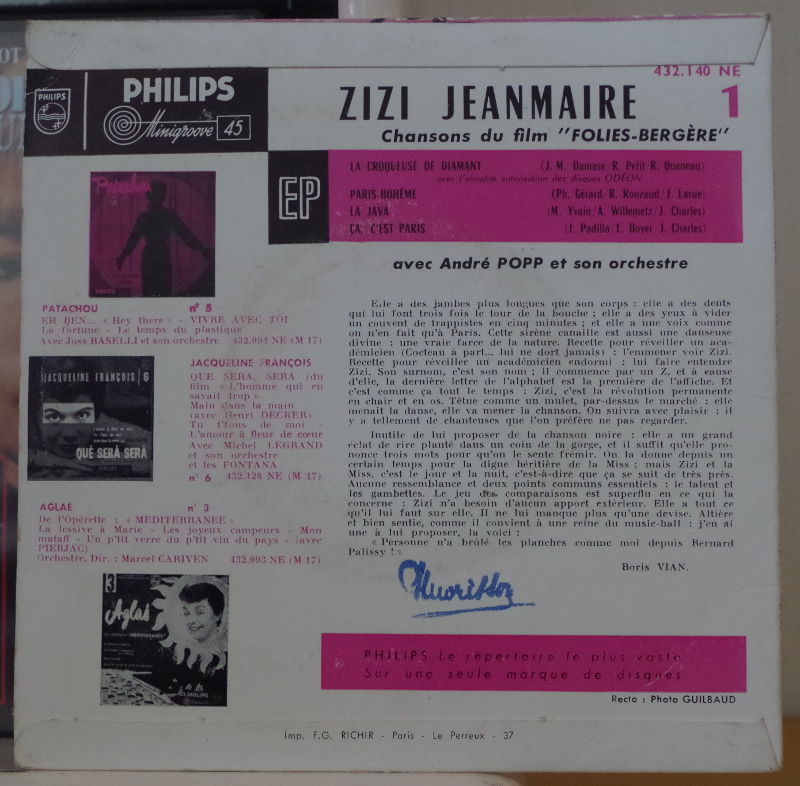 432.140 NE
PHILIPS
PHILIPS
Minigroove 45
ZIZI JEANMAIRE 1
Chansons du film "FOLIES-BERGÈRE"
EP
LA CROQUEUSE DE DIAMANT (J. M. Damase/R. Petit/R. Queneau)
avec l'aimable autorisation des disques ODÉON
PARIS-BOHÈME (Ph. Gérard/R. Rouzaud/J. Larue)
LA JAVA (M. Yvain/A. Willemetz/J. Charles)
ÇA, C'EST PARIS (J. Padilla/L. Boyer/J. Charles)
avec André POPP et son orchestre
Patachou
PHILIPS
PATACHOU n° 5
EH BEN... « Hey there » - VIVRE AVEC TOI
La fortune - Le temps du plastique
Avec Joss BASELLI et son orchestre 432.094 NE (M 17)
JACQUELINE FRANÇOIS 6
QUÉ SERÀ SERÀ
JACQUELINE FRANÇOIS
QUE SERA, SERA (du
film « L'homme qui en
savait trop »
Main dans la main
(avec Henri DECKER)
Tu t'fous de moi -
L'amour à fleur de cœur
Avec Michel LEGRAND
et son orchestre
et les FONTANA
n° 6 432.128 NE (M 17)
AGLAÉ n° 3
De l'Opérette : « MEDITERRANEE »
La lessive à Marie - Les joyeux campeurs - Mon
mataff - Un p'tit verre du p'tit vin du pays - (avec
PIERJAC)
Orchestre, Dir. : Marcel CARIVEN 432.093 NE (M 17)
3
Aglaé
PHILIPS
Elle a des jambes plus longues que son corps : elle a des dents
qui lui font trois fois le tour de la bouche ; elle a des yeux à vider
un couvent de trappistes en cinq minutes ; et elle a une voix comme
on n'en fait qu'à Paris. Cette sirène canaille est aussi une danseuse
divine : une vraie farce de la nature. Recette pour réveiller un aca-
démicien (Cocteau à part... lui ne dort jamais) : l'emmener voir Zizi.
Recette pour réveiller un académicien endormi : lui faire entendre
Zizi. Son surnom, c'est son nom ; il commence par un Z, et à cause
d'elle, la dernière lettre de l'alphabet est la première de l'affiche. Et
c'est comme ça tout le temps : Zizi, c'est la révolution permanente
en chair et en os. Têtue comme un mulet, par-dessus le marché : elle
menait la danse, elle va mener la chanson. On suivra avec plaisir : il
y a tellement de chanteuses que l'on préfère ne pas regarder.
Inutile de lui proposer de la chanson noire : elle a un grand
éclat de rire planté dans un coin de la gorge, et il suffit qu'elle pro-
nonce trois mots pour qu'on le sente frémir. On la donne depuis un
certain temps pour la digne héritière de la Miss ; mais Zizi et la
Miss, c'est le jour et la nuit, c'est-à-dire que ça se suit de très près.
Aucune ressemblance et deux points communs essentiels : le talent et
les gambettes. Le jeu des comparaisons est superflu en ce qui la
concerne : Zizi n'a besoin d'aucun apport extérieur. Elle a tout ce
qu'il lui faut sur elle. Il ne lui manque plus qu'une devise. Altière
et bien sentie, comme il convient à une reine du music-hall : j'en ai
une à lui proposer, la voici :
« Personne n'a brûlé les planches comme moi depuis Bernard
Palissy ! »
Boris VIAN.
PHILIPS Le répertoire le plus vaste
Sur une seule marque de disques
Recto : Photo GUILBAUD
Imp. F.G. RICHIR - Paris - Le Perreux - 37